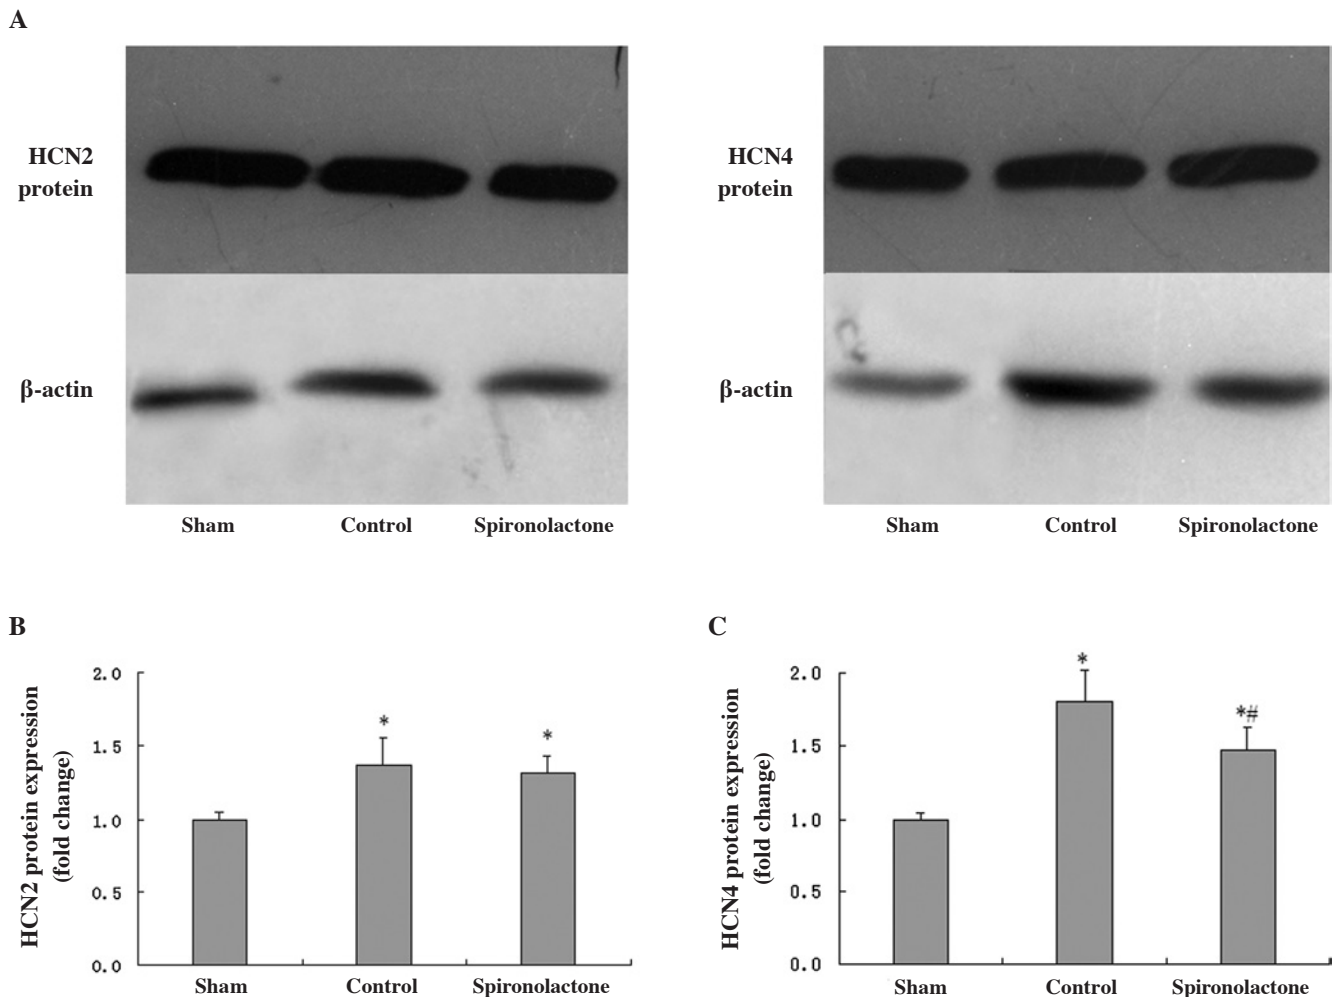 A
HCN2
protein
β-actin
Sham Control Spironolactone
HCN4
protein
β-actin
Sham Control Spironolactone
B
HCN2 protein expression
(fold change)
2.0
1.5
1.0
0.5
0.0
*
*
Sham Control Spironolactone
C
HCN4 protein expression
(fold change)
2.0
1.5
1.0
0.5
0.0
*
*#
Sham Control Spironolactone